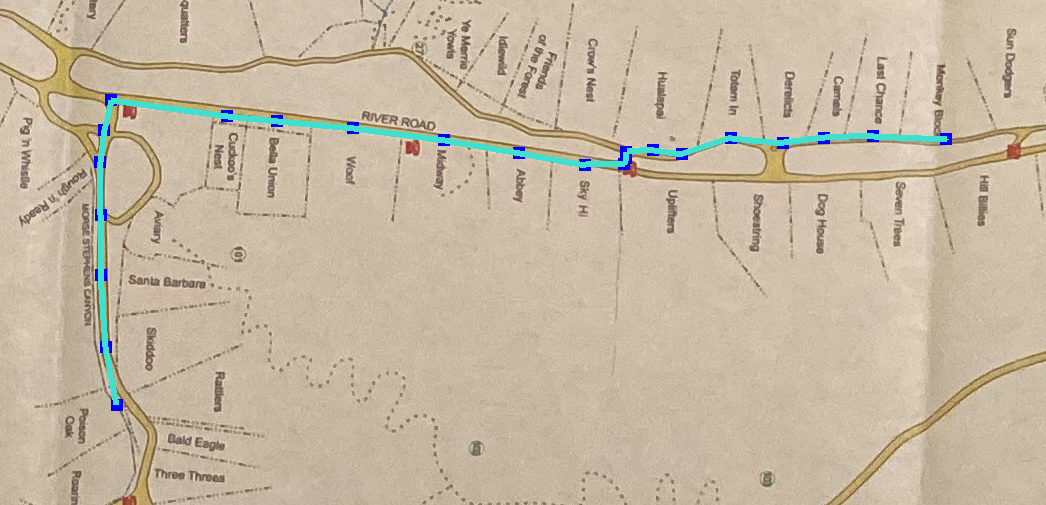 Ye Merrie
Yowls
Idlewild
Friends
of the Forest
Crow's Nest
Hualapai
Totem In
Derelicts
Camels
Last Chance
Sun Dodgers
RIVER ROAD
Pig 'n Whistle
Cuckoo's
Nest
Bella Union
Woof
Midway
Abbey
Sky Hi
Uplifters
Shoestring
Dog House
Seven Trees
Hill Billies
Rough 'n Ready
Aviary
MORSE STEPHENS CANYON
101
Santa Barbara
Skiddoo
Rattlers
Poison
Oak
Bald Eagle
Three Threes